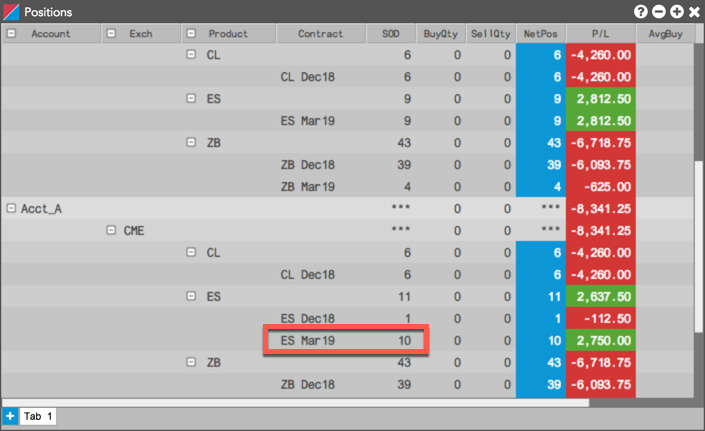 Positions
Account Exch Product Contract SOD BuyQty SellQty NetPos P/L AvgBuy
CL 6 0 0 6 -4,260.00
CL Dec18 6 0 0 6 -4,260.00
ES 9 0 0 9 2,812.50
ES Mar19 9 0 0 9 2,812.50
ZB 43 0 0 43 -6,718.75
ZB Dec18 39 0 0 39 -6,093.75
ZB Mar19 4 0 0 4 -625.00
Acct_A *** 0 0 *** -8,341.25
CME *** 0 0 *** -8,341.25
CL 6 0 0 6 -4,260.00
CL Dec18 6 0 0 6 -4,260.00
ES 11 0 0 11 2,637.50
ES Dec18 1 0 0 1 -112.50
ES Mar19 10 0 0 10 2,750.00
ZB 43 0 0 43 -6,718.75
ZB Dec18 39 0 0 39 -6,093.75
Tab 1